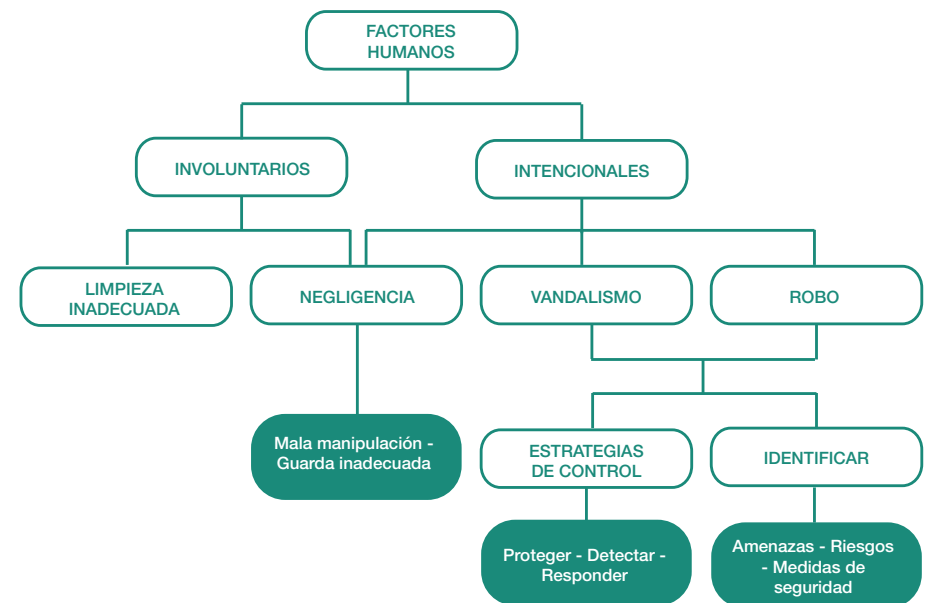 FACTORES
HUMANOS
INVOLUNTARIOS
INTENCIONALES
LIMPIEZA
INADECUADA
NEGLIGENCIA
VANDALISMO
ROBO
Mala manipulación -
Guarda inadecuada
ESTRATEGIAS
DE CONTROL
IDENTIFICAR
Proteger - Detectar -
Responder
Amenazas - Riesgos
- Medidas de
seguridad